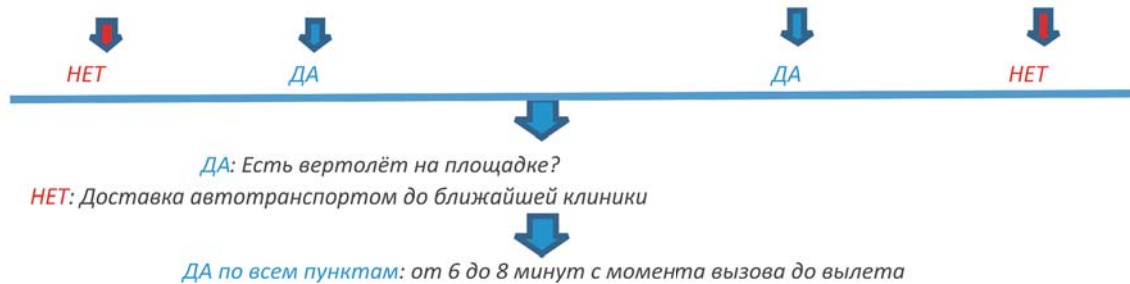 НЕТ ДА ДА НЕТ
ДА: Есть вертолёт на площадке?
НЕТ: Доставка автотранспортом до ближайшей клиники
ДА по всем пунктам: от 6 до 8 минут с момента вызова до вылета